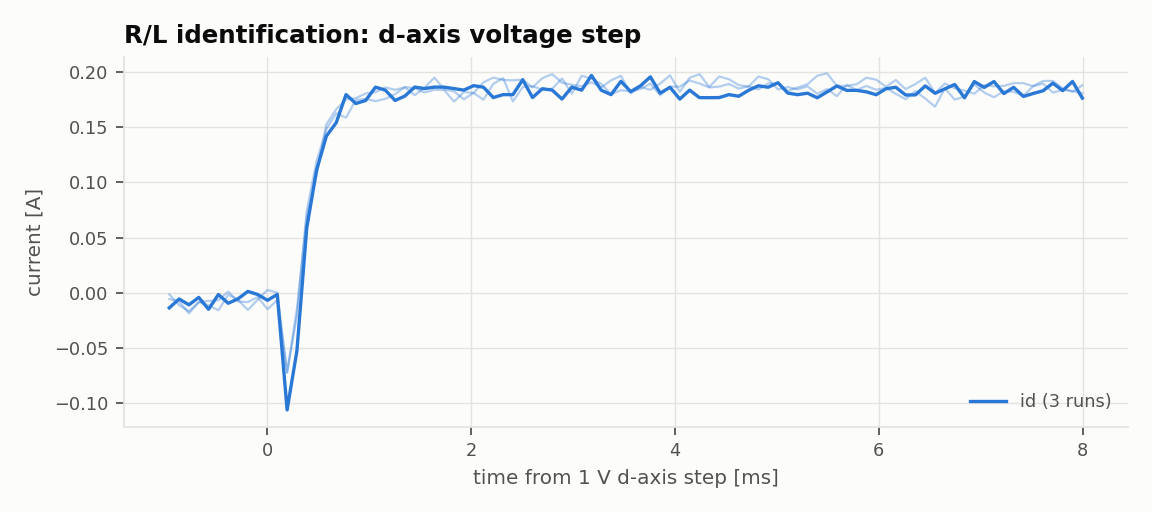 R/L identification: d-axis voltage step
0.20
0.15
0.10
0.05
0.00
−0.05
−0.10
current [A]
id (3 runs)
0 2 4 6 8
time from 1 V d-axis step [ms]